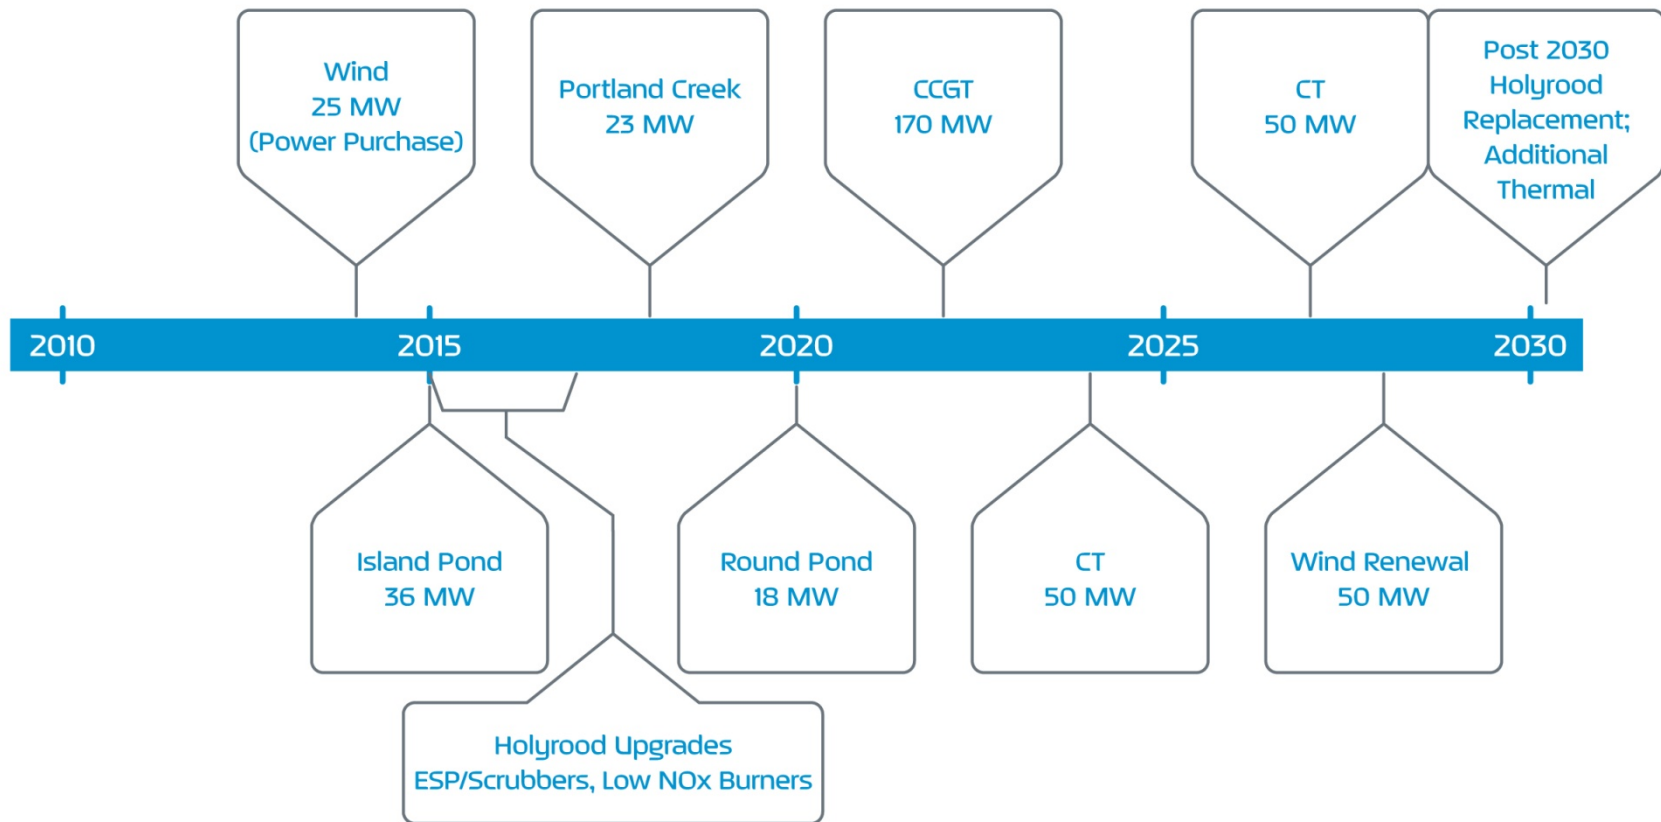 Wind
25 MW
(Power Purchase)
Portland Creek
23 MW
CCGT
170 MW
CT
50 MW
Post 2030
Holyrood
Replacement;
Additional
Thermal
2010
2015
2020
2025
2030
Island Pond
36 MW
Round Pond
18 MW
CT
50 MW
Wind Renewal
50 MW
Holyrood Upgrades
ESP/Scrubbers, Low NOx Burners